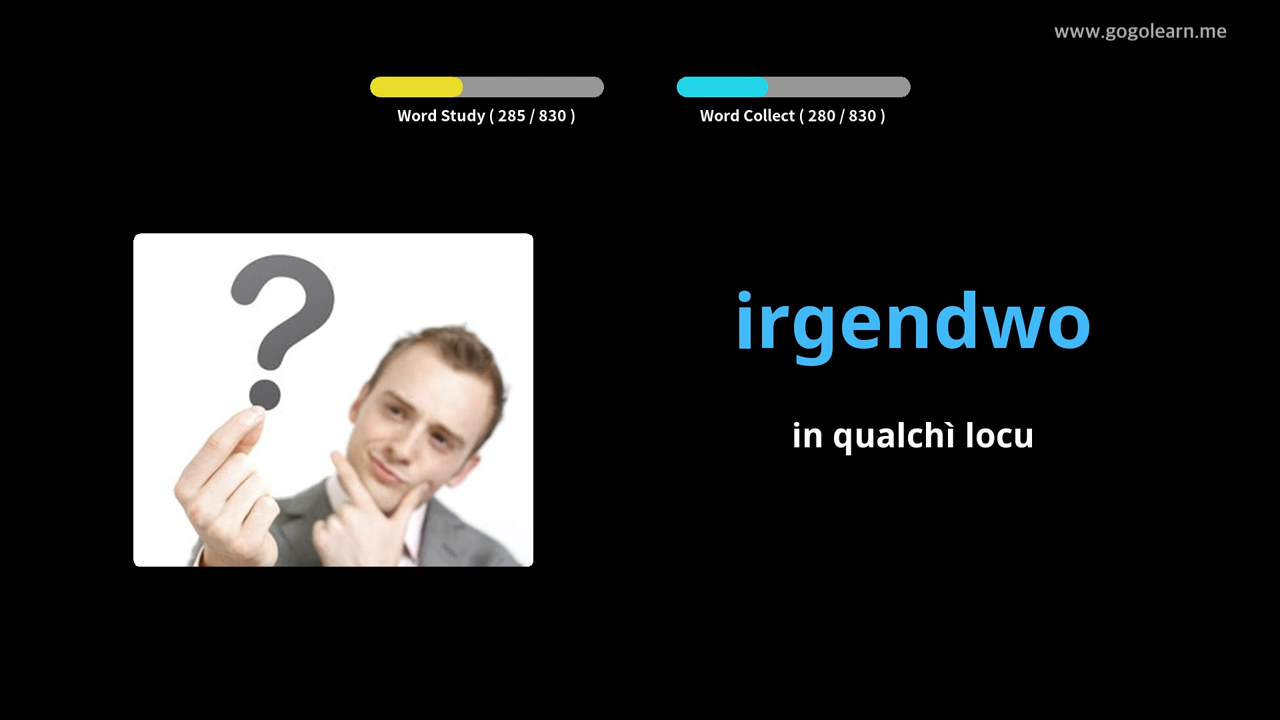 www.gogolearn.me
Word Study ( 285 / 830 )
Word Collect ( 280 / 830 )
irgendwo
in qualchì locu